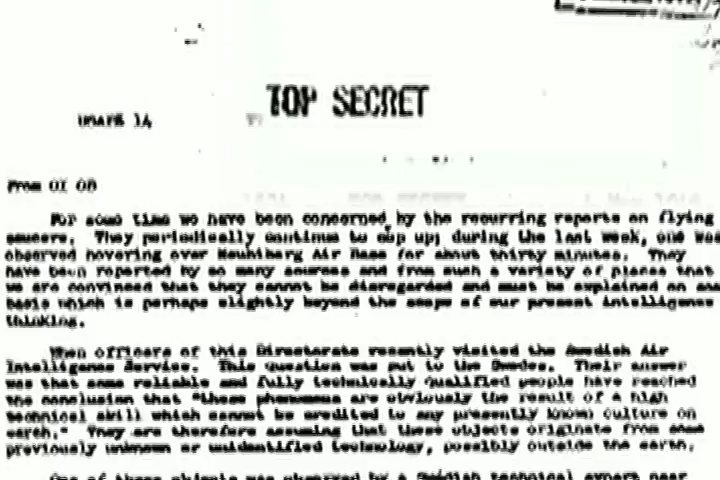 TOP SECRET
USAFE 14
From OI OB
For some time we have been concerned by the recurring reports on flying
saucers. They periodically continue to cop up; during the last week, one was
observed hovering over Neubiberg Air Base for about thirty minutes. They
have been reported by so many sources and from such a variety of places that
we are convinced that they cannot be disregarded and must be explained on some
basis which is perhaps slightly beyond the scope of our present intelligence
thinking.
When officers of this Directorate recently visited the Swedish Air
Intelligence Service. This question was put to the Swedes. Their answer
was that some reliable and fully technically qualified people have reached
the conclusion that "these phenomena are obviously the result of a high
technical skill which cannot be credited to any presently known culture on
earth." They are therefore assuming that these objects originate from some
previously unknown or unidentified technology, possibly outside the earth.
One of these objects was observed by a Swedish technical expert near